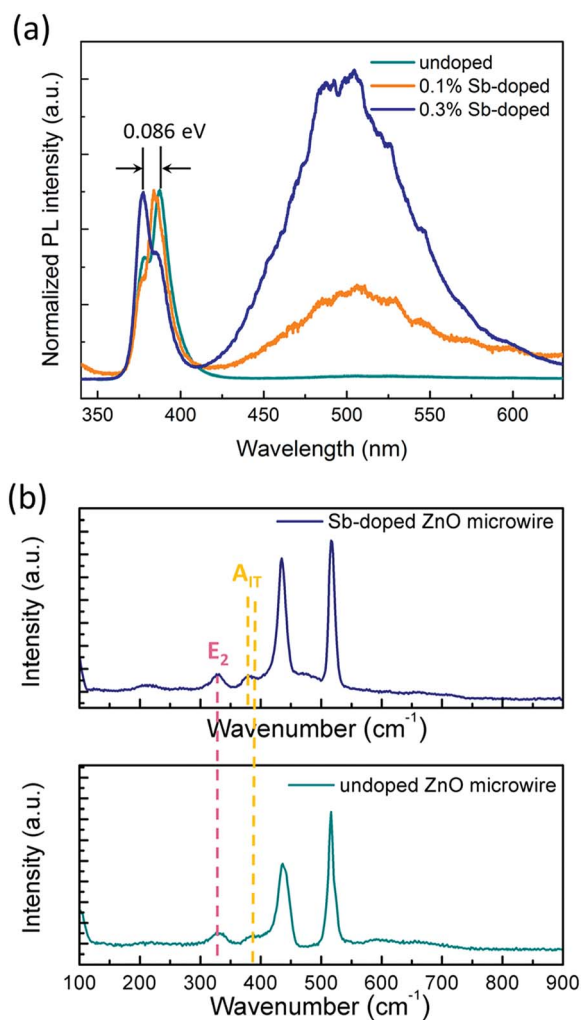 (a)
Normalized PL intensity (a.u.)
undoped
0.1% Sb-doped
0.3% Sb-doped
0.086 eV
350 400 450 500 550 600
Wavelength (nm)
(b)
Intensity (a.u.)
Sb-doped ZnO microwire
A_IT
E₂
Wavenumber (cm⁻¹)
Intensity (a.u.)
undoped ZnO microwire
100 200 300 400 500 600 700 800 900
Wavenumber (cm⁻¹)